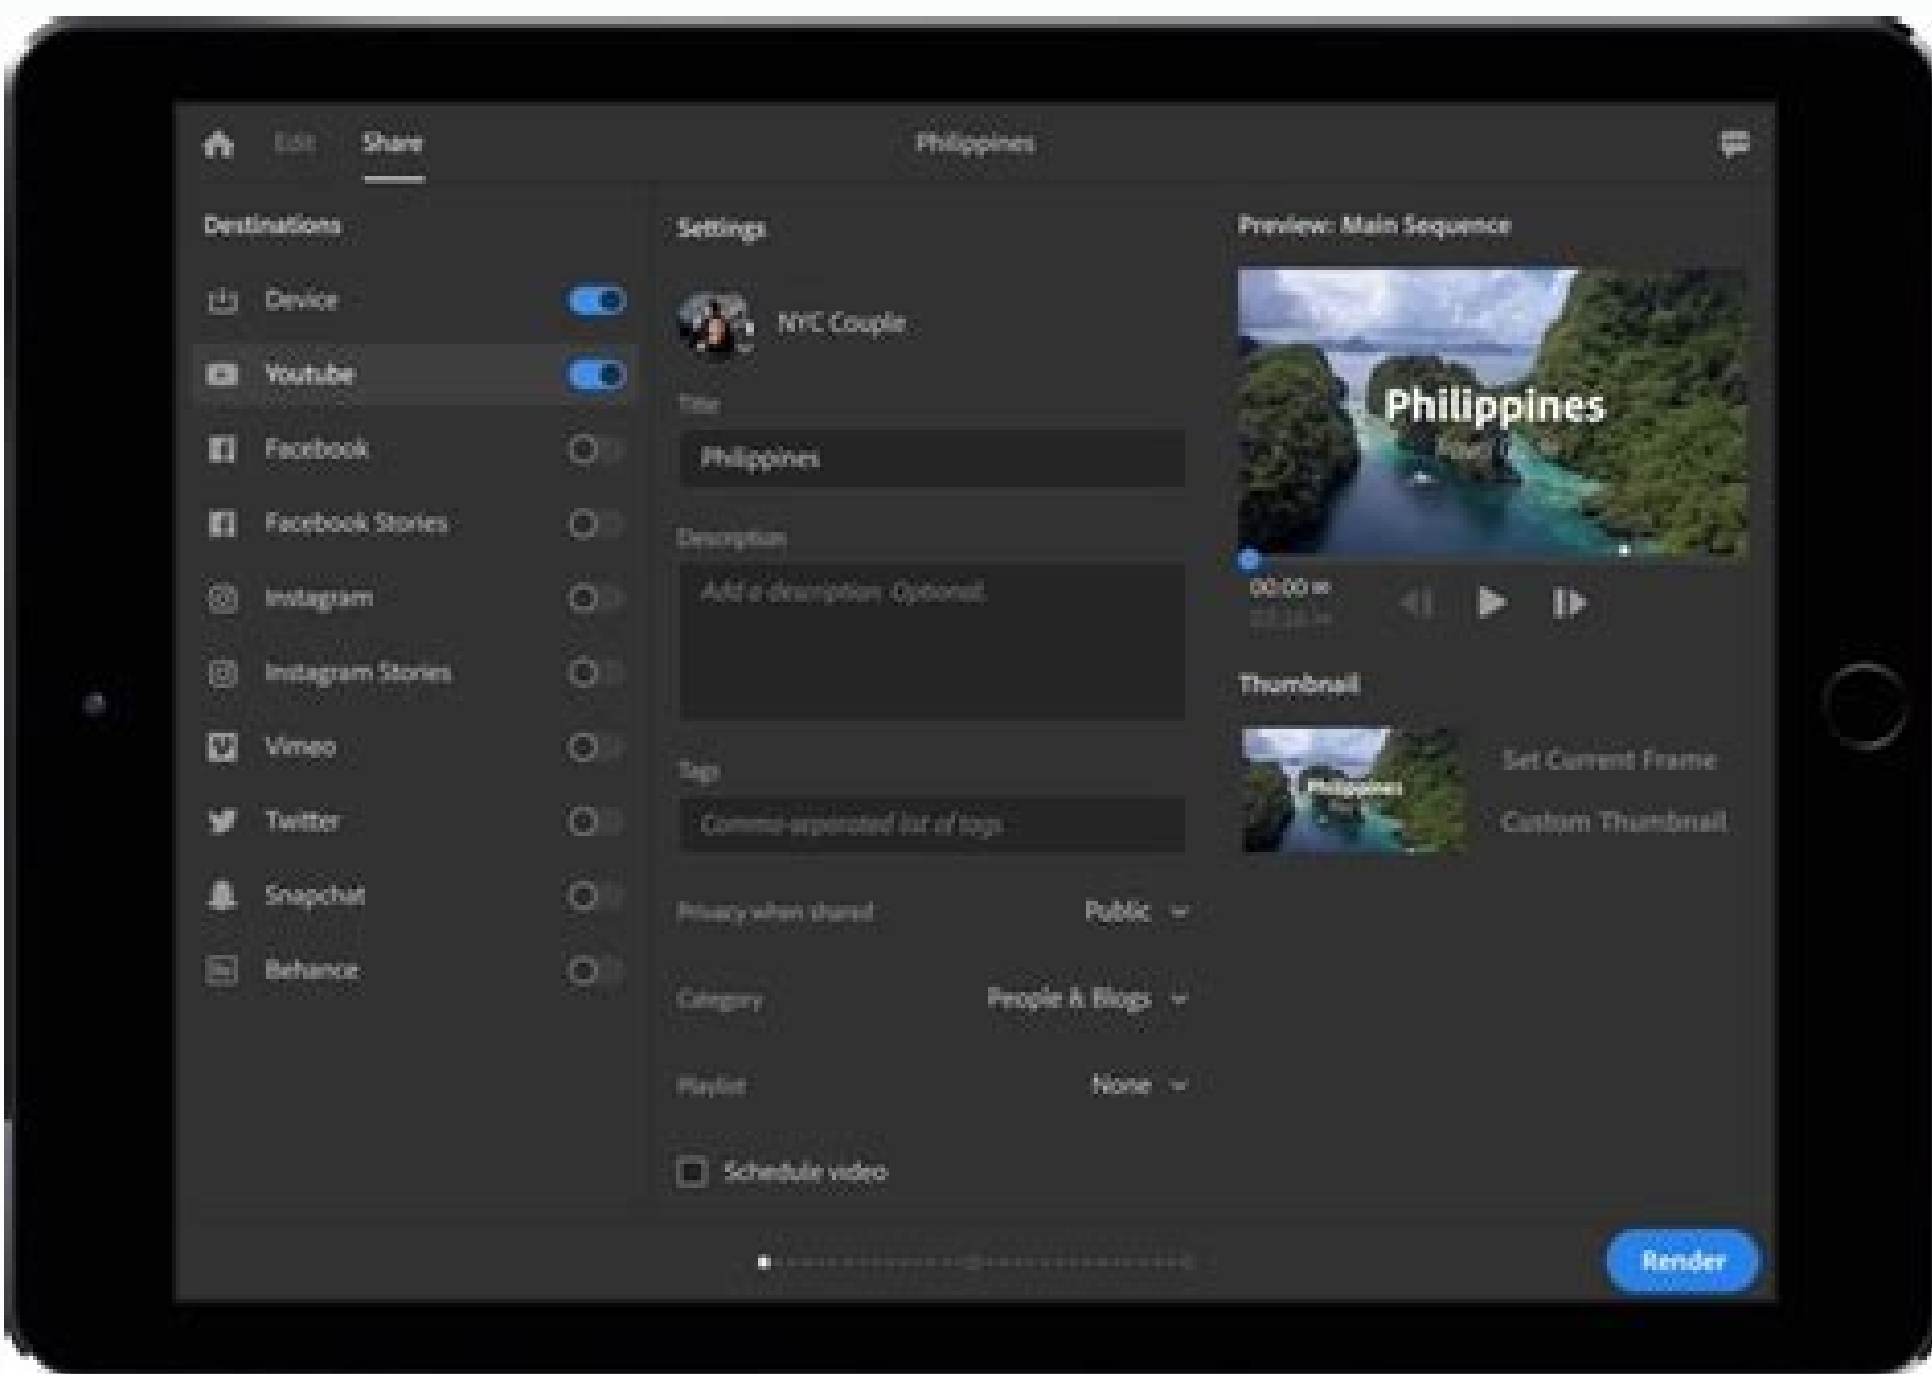 Edit
Share
Philippines
Destinations
Device
Youtube
Facebook
Facebook Stories
Instagram
Instagram Stories
Vimeo
Twitter
Snapchat
Behance
Settings
NYC Couple
Title
Philippines
Description
Add a description. Optional.
Tags
Comma-separated list of tags
Privacy when shared
Public
Category
People & Blogs
Playlist
None
Schedule video
Preview: Main Sequence
Philippines
00:00
Thumbnail
Philippines
Set Current Frame
Custom Thumbnail
Render